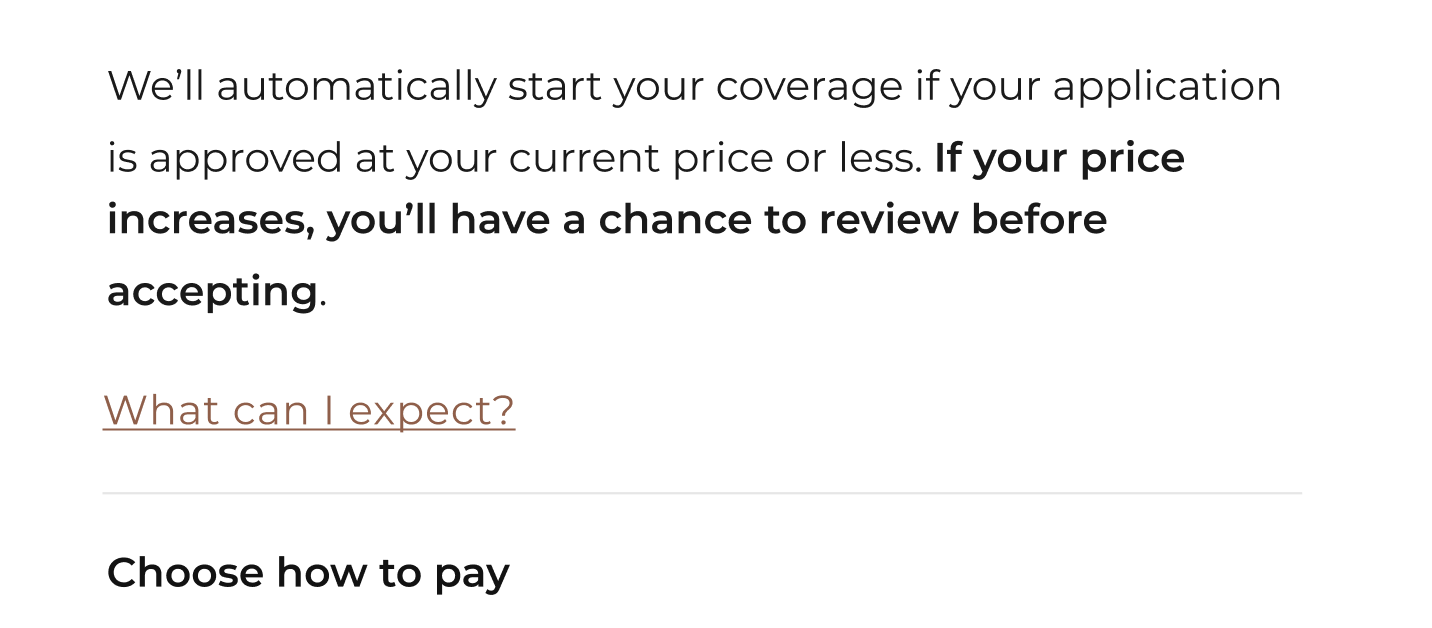 We’ll automatically start your coverage if your application
is approved at your current price or less. If your price
increases, you’ll have a chance to review before
accepting.
What can I expect?
Choose how to pay